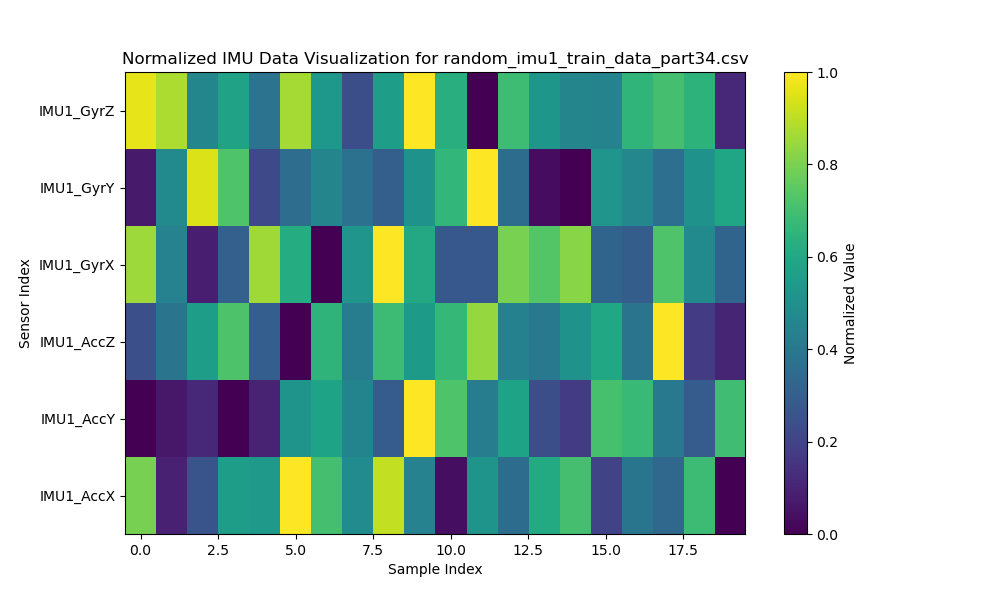 Normalized IMU Data Visualization for random_imu1_train_data_part34.csv
Sensor Index
IMU1_GyrZ
IMU1_GyrY
IMU1_GyrX
IMU1_AccZ
IMU1_AccY
IMU1_AccX
0.0 2.5 5.0 7.5 10.0 12.5 15.0 17.5
Sample Index
1.0
0.8
0.6
0.4
0.2
0.0
Normalized Value